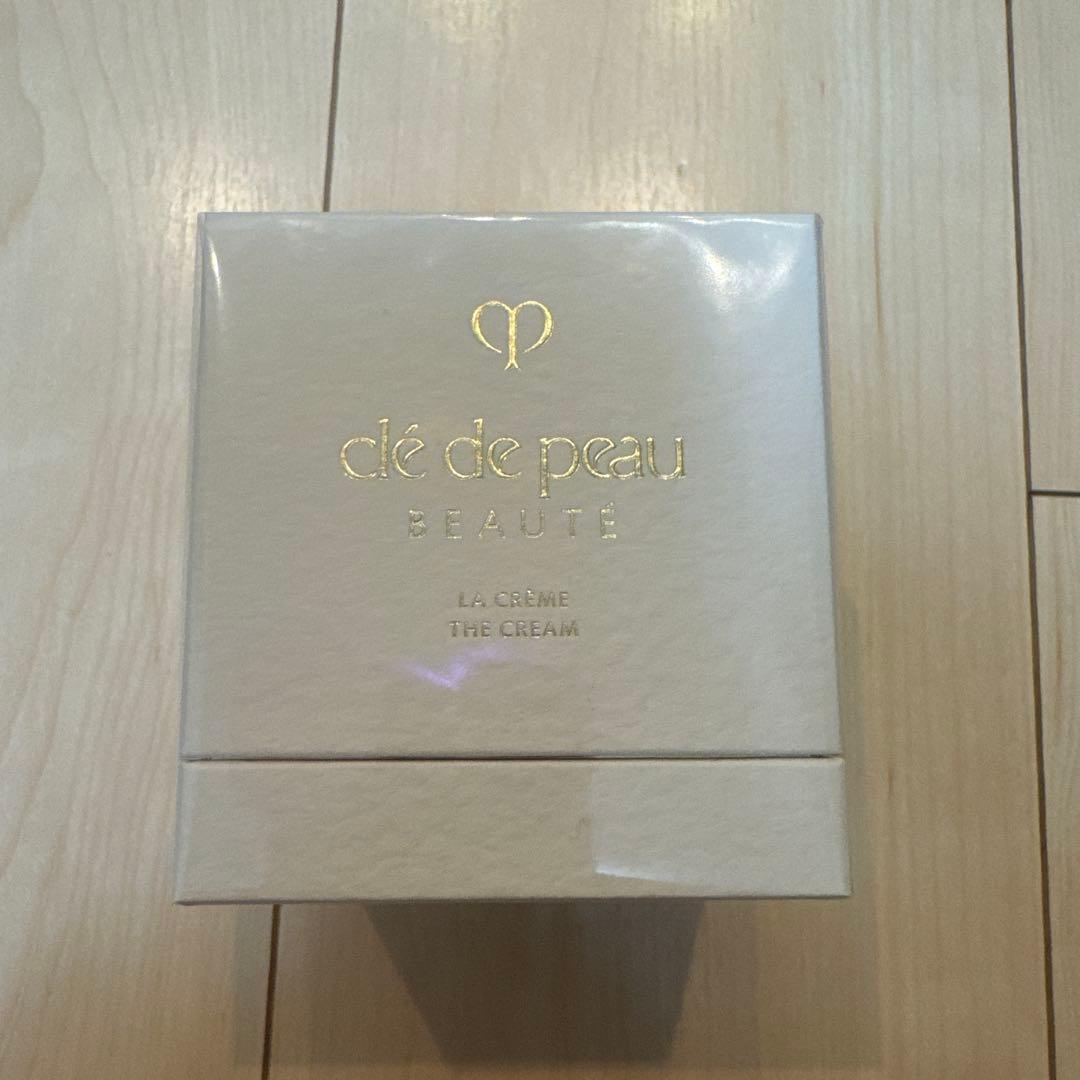 clé de peau
BEAUTÉ
LA CRÈME
THE CREAM